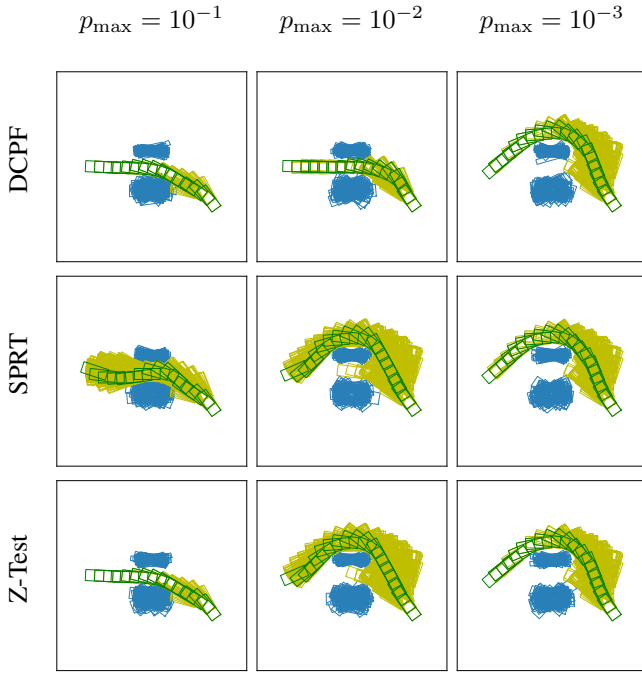 p_max = 10^-1 p_max = 10^-2 p_max = 10^-3
DCPF
SPRT
Z-Test